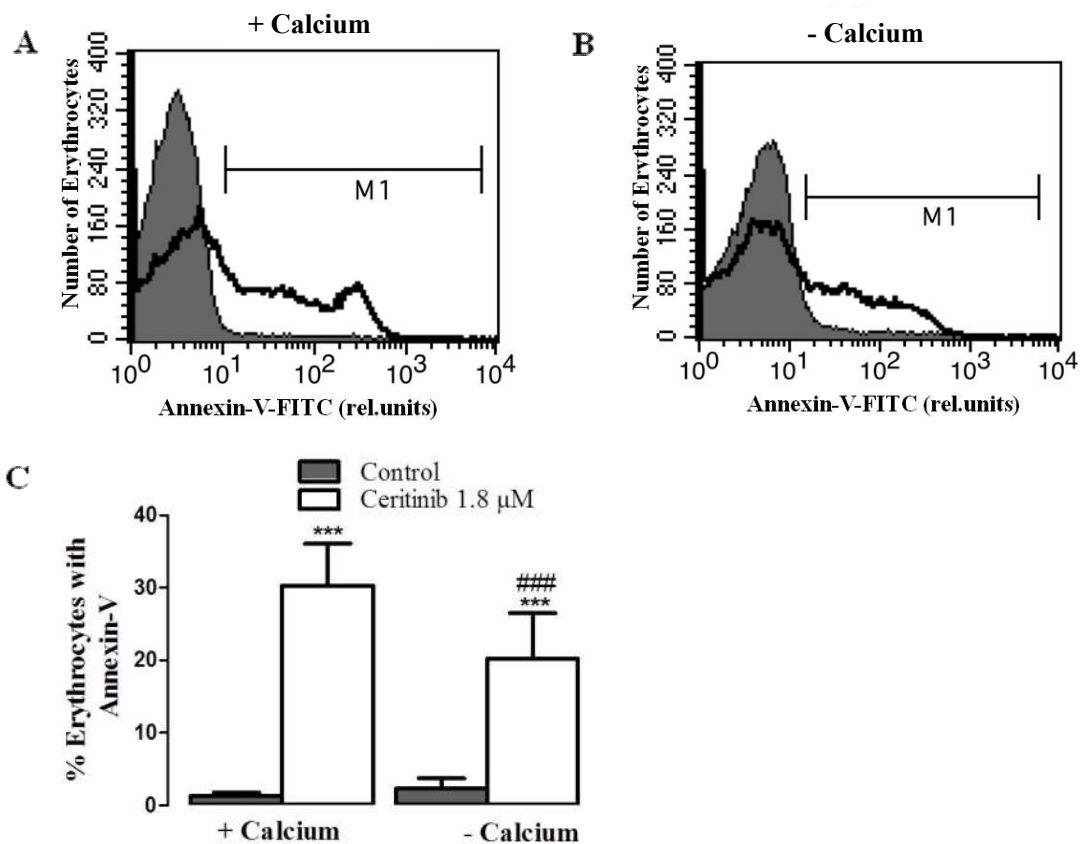 A
+ Calcium
Number of Erythrocytes
400
320
240
160
80
0
M1
10^0 10^1 10^2 10^3 10^4
Annexin-V-FITC (rel.units)
B
- Calcium
Number of Erythrocytes
400
320
240
160
80
0
M1
10^0 10^1 10^2 10^3 10^4
Annexin-V-FITC (rel.units)
C
Control
Ceritinib 1.8 µM
% Erythrocytes with
Annexin-V
40
30
20
10
0
***
###
***
+ Calcium
- Calcium